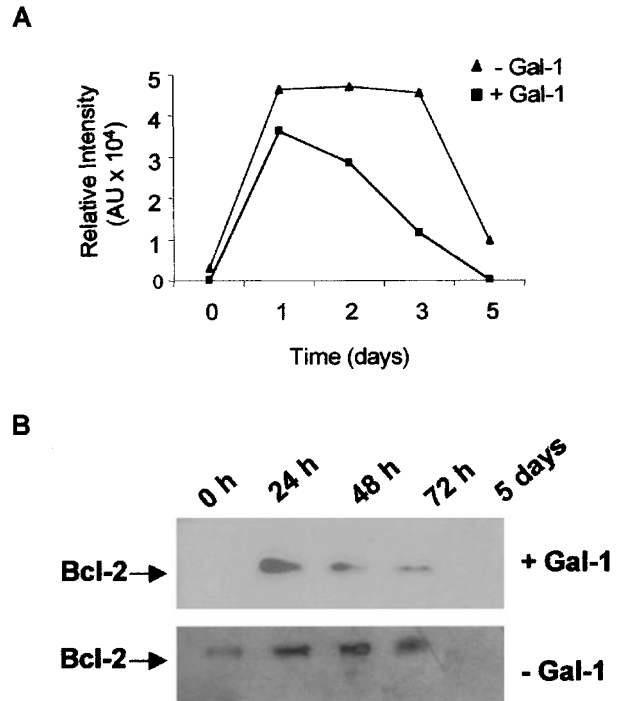 A
- Gal-1
+ Gal-1
Relative Intensity
(AU x 10⁴)
5
4
3
2
1
0
0 1 2 3 5
Time (days)
B
0 h 24 h 48 h 72 h 5 days
Bcl-2
+ Gal-1
Bcl-2
- Gal-1